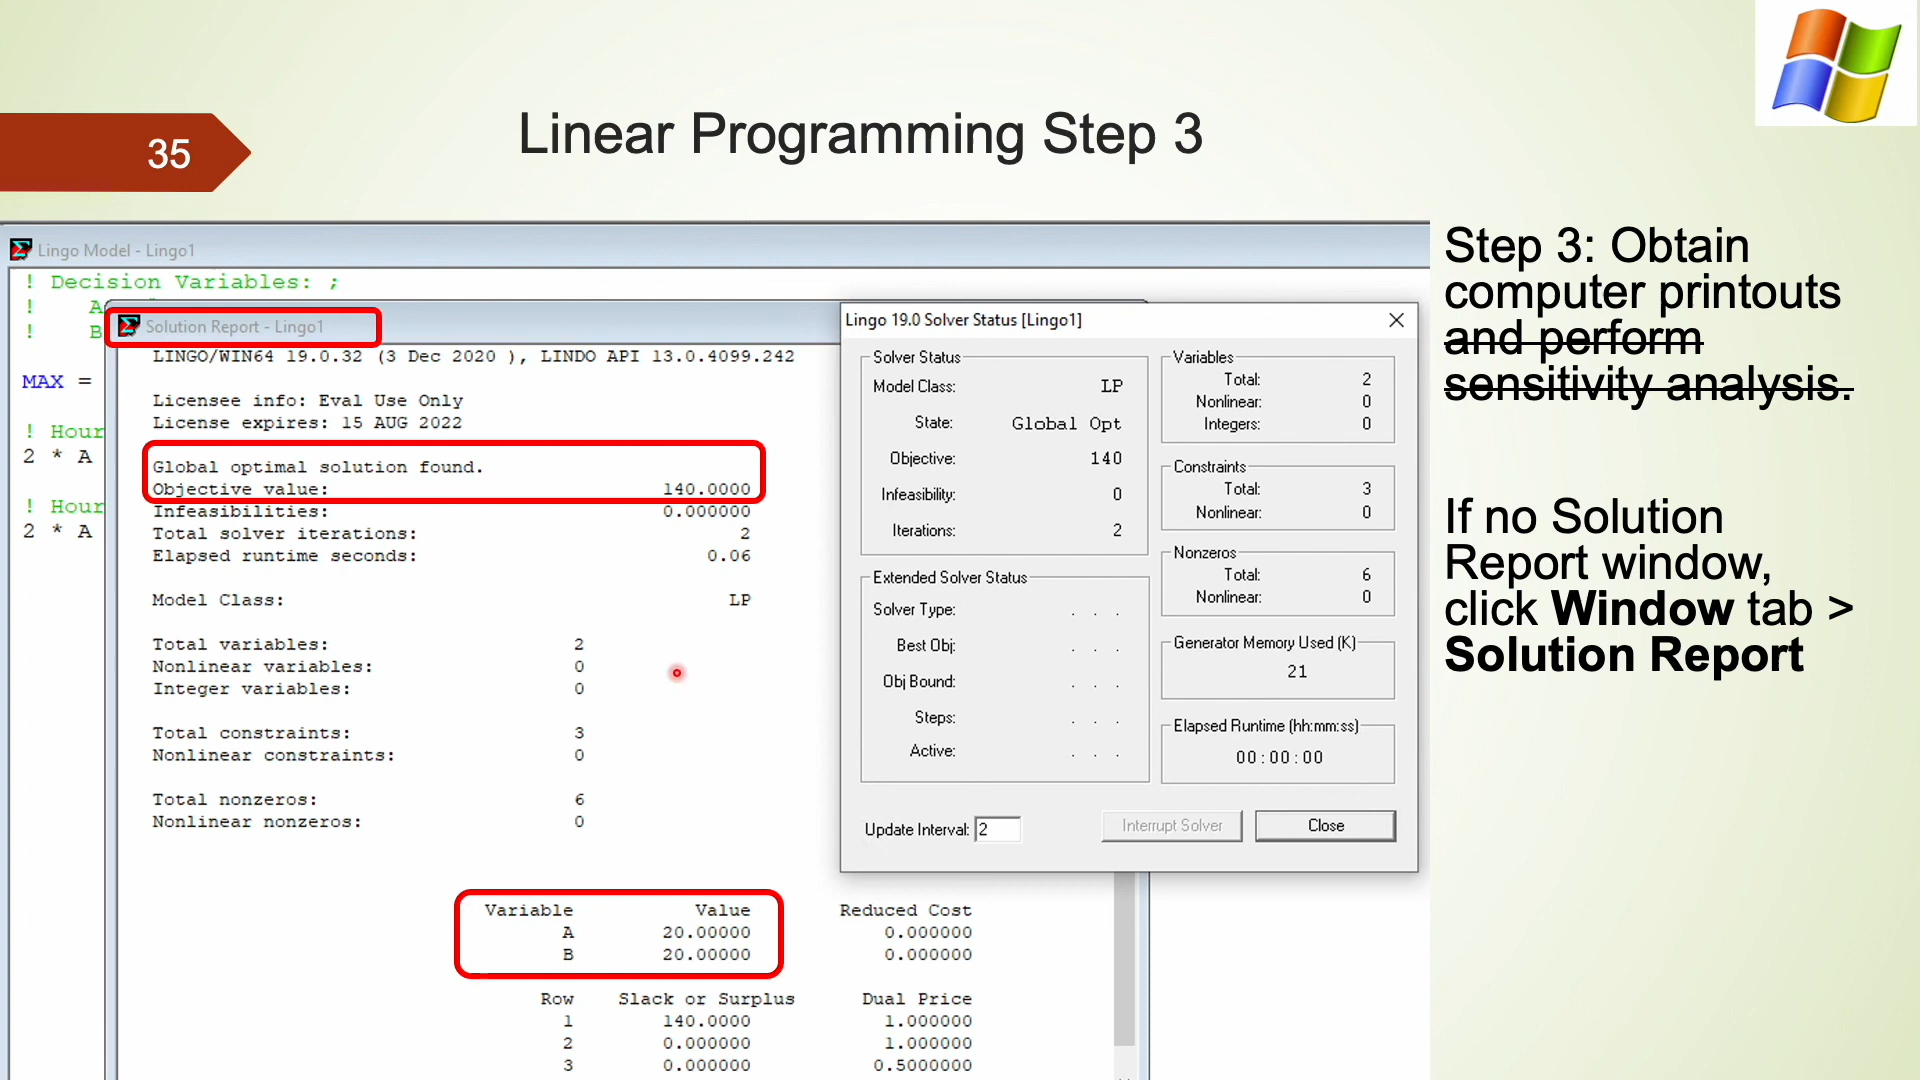 35
Linear Programming Step 3
Lingo Model - Lingo1
! Decision Variables: ;
! A
! B
MAX =
! Hour
2 * A
! Hour
2 * A
Solution Report - Lingo1
LINGO/WIN64 19.0.32 (3 Dec 2020 ), LINDO API 13.0.4099.242
Licensee info: Eval Use Only
License expires: 15 AUG 2022
Global optimal solution found.
Objective value: 140.0000
Infeasibilities: 0.000000
Total solver iterations: 2
Elapsed runtime seconds: 0.06
Model Class: LP
Total variables: 2
Nonlinear variables: 0
Integer variables: 0
Total constraints: 3
Nonlinear constraints: 0
Total nonzeros: 6
Nonlinear nonzeros: 0
Variable Value Reduced Cost
A 20.00000 0.000000
B 20.00000 0.000000
Row Slack or Surplus Dual Price
1 140.0000 1.000000
2 0.000000 1.000000
3 0.000000 0.5000000
Lingo 19.0 Solver Status [Lingo1]
Solver Status
Model Class: LP
State: Global Opt
Objective: 140
Infeasibility: 0
Iterations: 2
Extended Solver Status
Solver Type: . . .
Best Obj: . . .
Obj Bound: . . .
Steps: . . .
Active: . . .
Update Interval: 2
Variables
Total: 2
Nonlinear: 0
Integers: 0
Constraints
Total: 3
Nonlinear: 0
Nonzeros
Total: 6
Nonlinear: 0
Generator Memory Used (K)
21
Elapsed Runtime (hh:mm:ss)
00:00:00
Interrupt Solver
Close
Step 3: Obtain
computer printouts
and perform
sensitivity analysis.
If no Solution
Report window,
click Window tab >
Solution Report